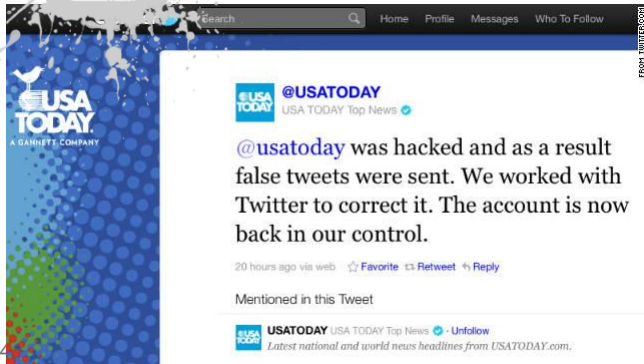 Search Home Profile Messages Who To Follow
FROM TWITTER.COM
USA
TODAY
A GANNETT COMPANY
USA
TODAY
@USATODAY
USA TODAY Top News
@usatoday was hacked and as a result
false tweets were sent. We worked with
Twitter to correct it. The account is now
back in our control.
20 hours ago via web Favorite Retweet Reply
Mentioned in this Tweet
USA
TODAY
USATODAY USA TODAY Top News · Unfollow
Latest national and world news headlines from USATODAY.com.
4